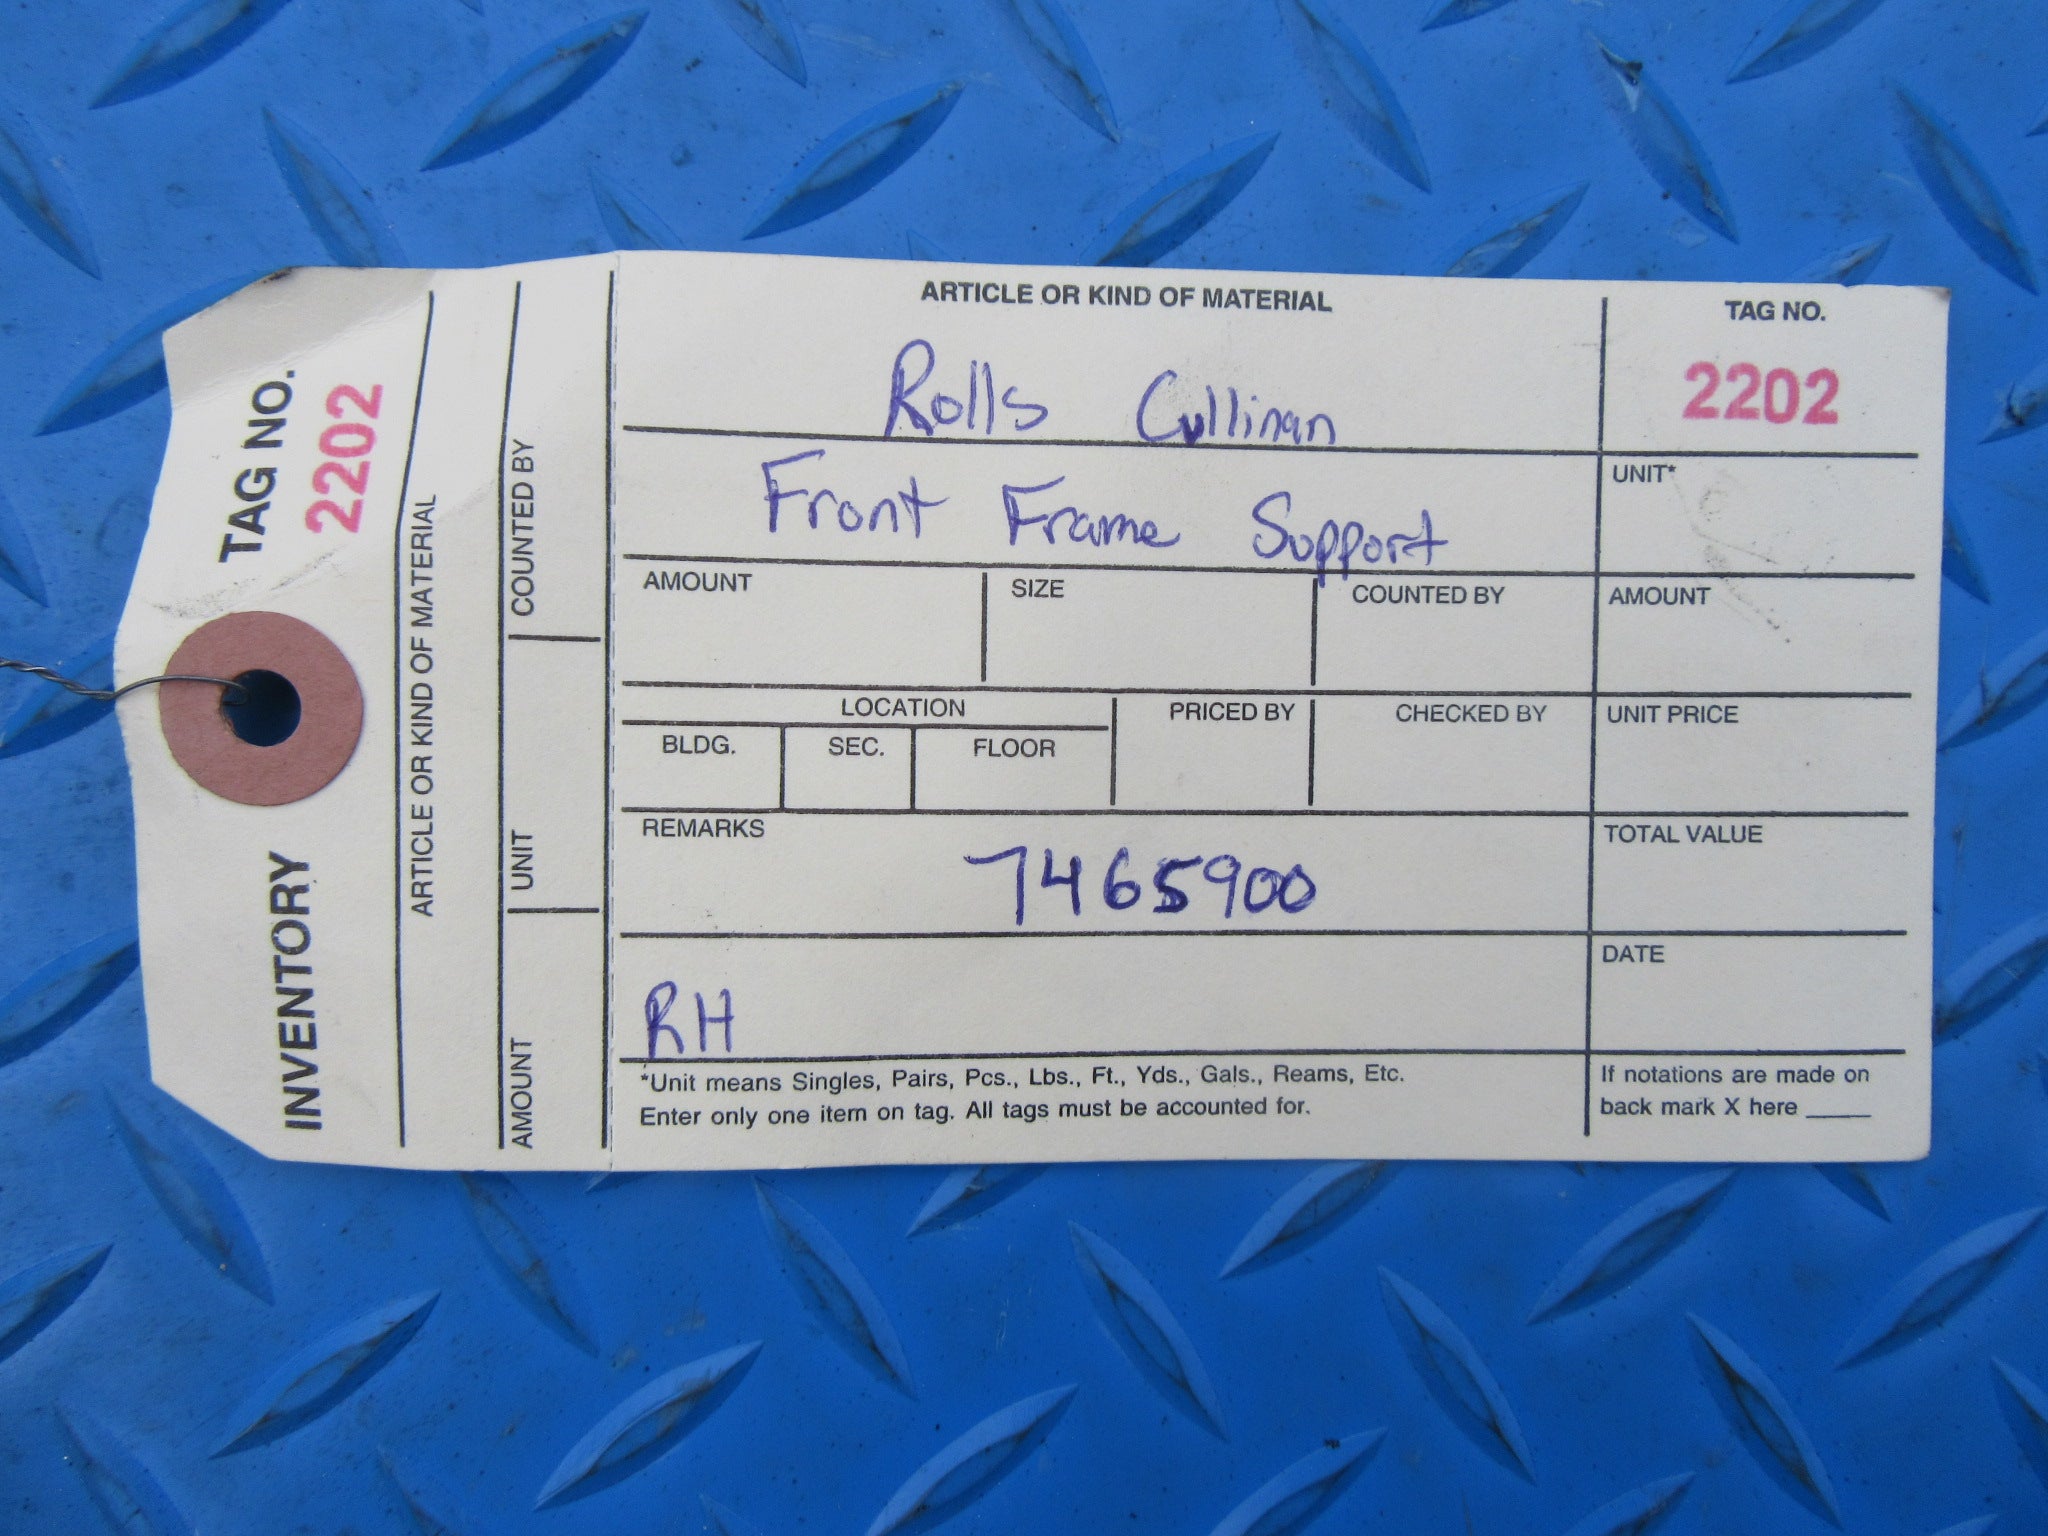 INVENTORY TAG NO.
2202
ARTICLE OR KIND OF MATERIAL
AMOUNT UNIT COUNTED BY
ARTICLE OR KIND OF MATERIAL
Rolls Cullinan
Front Frame Support
TAG NO.
2202
UNIT*
AMOUNT SIZE COUNTED BY AMOUNT
LOCATION PRICED BY CHECKED BY UNIT PRICE
BLDG. SEC. FLOOR
REMARKS TOTAL VALUE
7465900
DATE
RH
*Unit means Singles, Pairs, Pcs., Lbs., Ft., Yds., Gals., Reams, Etc.
Enter only one item on tag. All tags must be accounted for.
If notations are made on
back mark X here ____